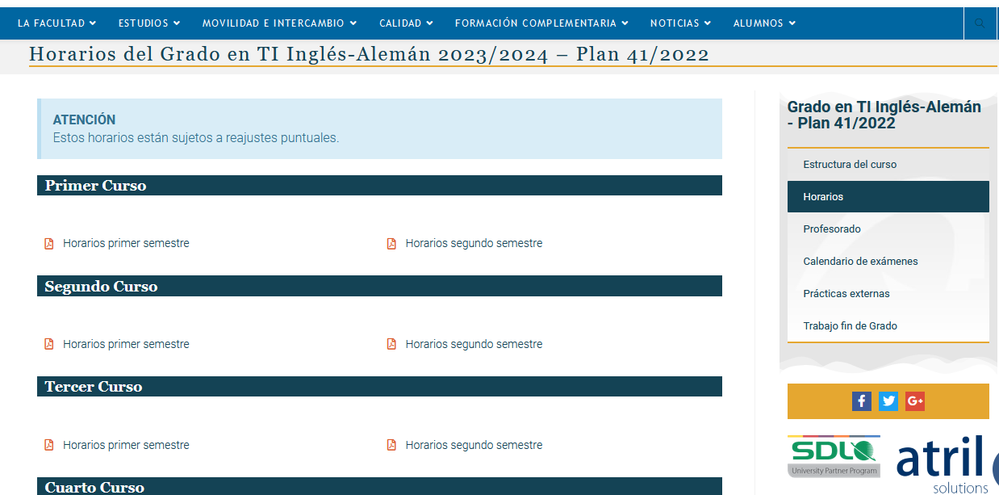 LA FACULTAD ESTUDIOS MOVILIDAD E INTERCAMBIO CALIDAD FORMACIÓN COMPLEMENTARIA NOTICIAS ALUMNOS
Horarios del Grado en TI Inglés-Alemán 2023/2024 – Plan 41/2022
ATENCIÓN
Estos horarios están sujetos a reajustes puntuales.
Primer Curso
Horarios primer semestre Horarios segundo semestre
Segundo Curso
Horarios primer semestre Horarios segundo semestre
Tercer Curso
Horarios primer semestre Horarios segundo semestre
Cuarto Curso
Grado en TI Inglés-Alemán
- Plan 41/2022
Estructura del curso
Horarios
Profesorado
Calendario de exámenes
Prácticas externas
Trabajo fin de Grado
f G+
SDL
University Partner Program
atril
solutions